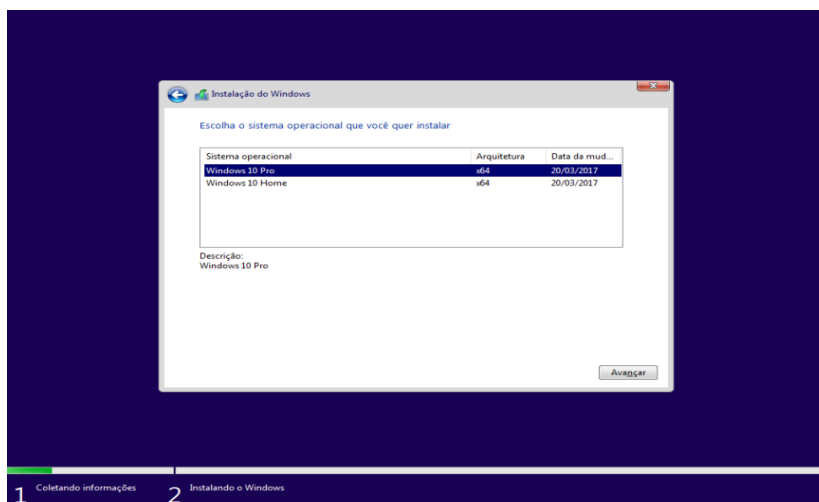 Instalação do Windows
Escolha o sistema operacional que você quer instalar
Sistema operacional Arquitetura Data da mud...
Windows 10 Pro x64 20/03/2017
Windows 10 Home x64 20/03/2017
Descrição:
Windows 10 Pro
Avançar
1 Coletando informações 2 Instalando o Windows